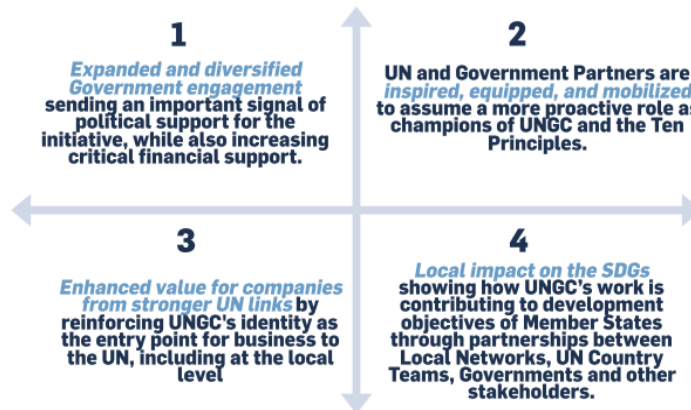 1
Expanded and diversified
Government engagement
sending an important signal of
political support for the
initiative, while also increasing
critical financial support.
2
UN and Government Partners are
inspired, equipped, and mobilized
to assume a more proactive role as
champions of UNGC and the Ten
Principles.
3
Enhanced value for companies
from stronger UN links by
reinforcing UNGC's identity as
the entry point for business to
the UN, including at the local
level
4
Local impact on the SDGs
showing how UNGC's work is
contributing to development
objectives of Member States
through partnerships between
Local Networks, UN Country
Teams, Governments and other
stakeholders.